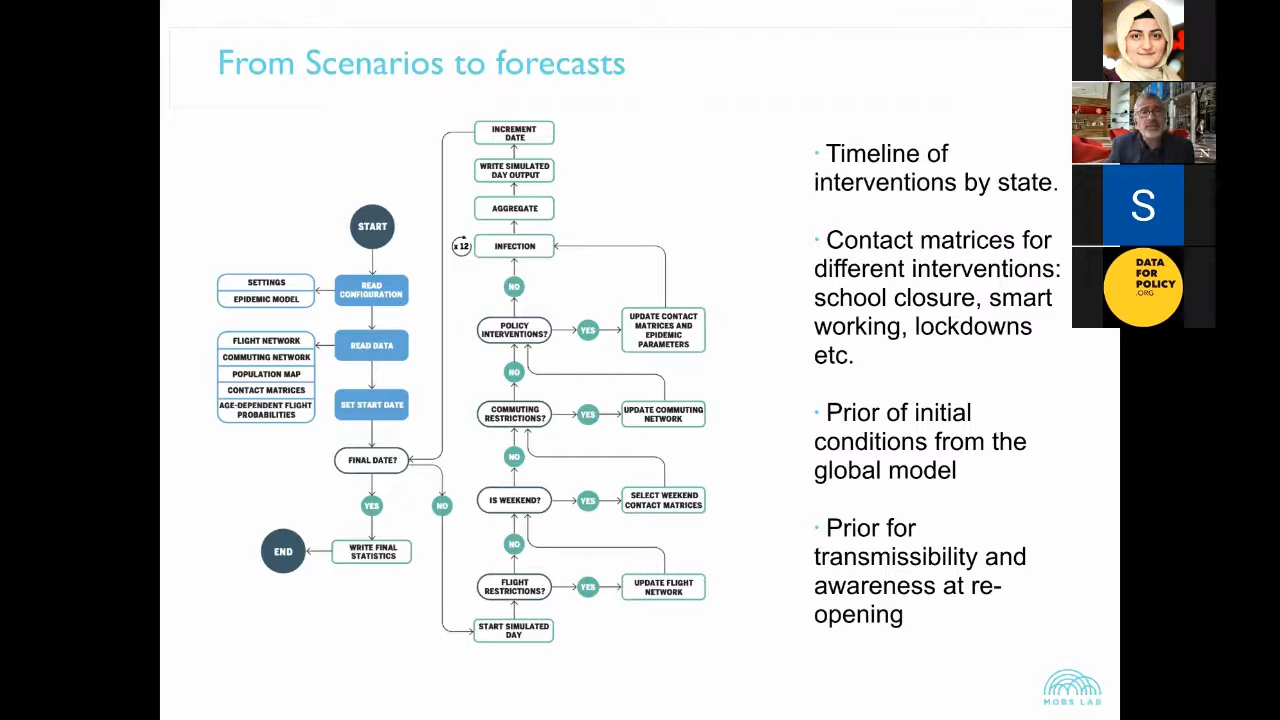 From Scenarios to forecasts
INCREMENT
DATE
WRITE SIMULATED
DAY OUTPUT
AGGREGATE
x 12
INFECTION
START
READ
CONFIGURATION
SETTINGS
EPIDEMIC MODEL
READ DATA
FLIGHT NETWORK
COMMUTING NETWORK
POPULATION MAP
CONTACT MATRICES
AGE-DEPENDENT FLIGHT
PROBABILITIES
SET START DATE
FINAL DATE?
YES
NO
WRITE FINAL
STATISTICS
END
NO
POLICY
INTERVENTIONS?
YES
UPDATE CONTACT
MATRICES AND
EPIDEMIC
PARAMETERS
NO
COMMUTING
RESTRICTIONS?
YES
UPDATE COMMUTING
NETWORK
NO
IS WEEKEND?
YES
SELECT WEEKEND
CONTACT MATRICES
NO
FLIGHT
RESTRICTIONS?
YES
UPDATE FLIGHT
NETWORK
START SIMULATED
DAY
· Timeline of
interventions by state.
· Contact matrices for
different interventions:
school closure, smart
working, lockdowns
etc.
· Prior of initial
conditions from the
global model
· Prior for
transmissibility and
awareness at re-
opening
MOBS LAB
N
S
DATA
FOR
POLICY
.ORG